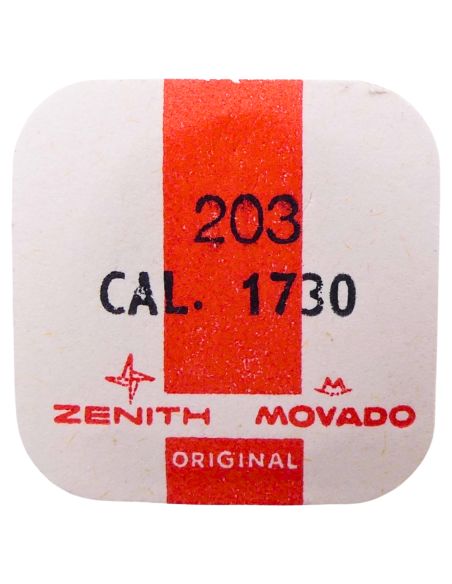 203
CAL. 1730
ZENITH MOVADO
ORIGINAL